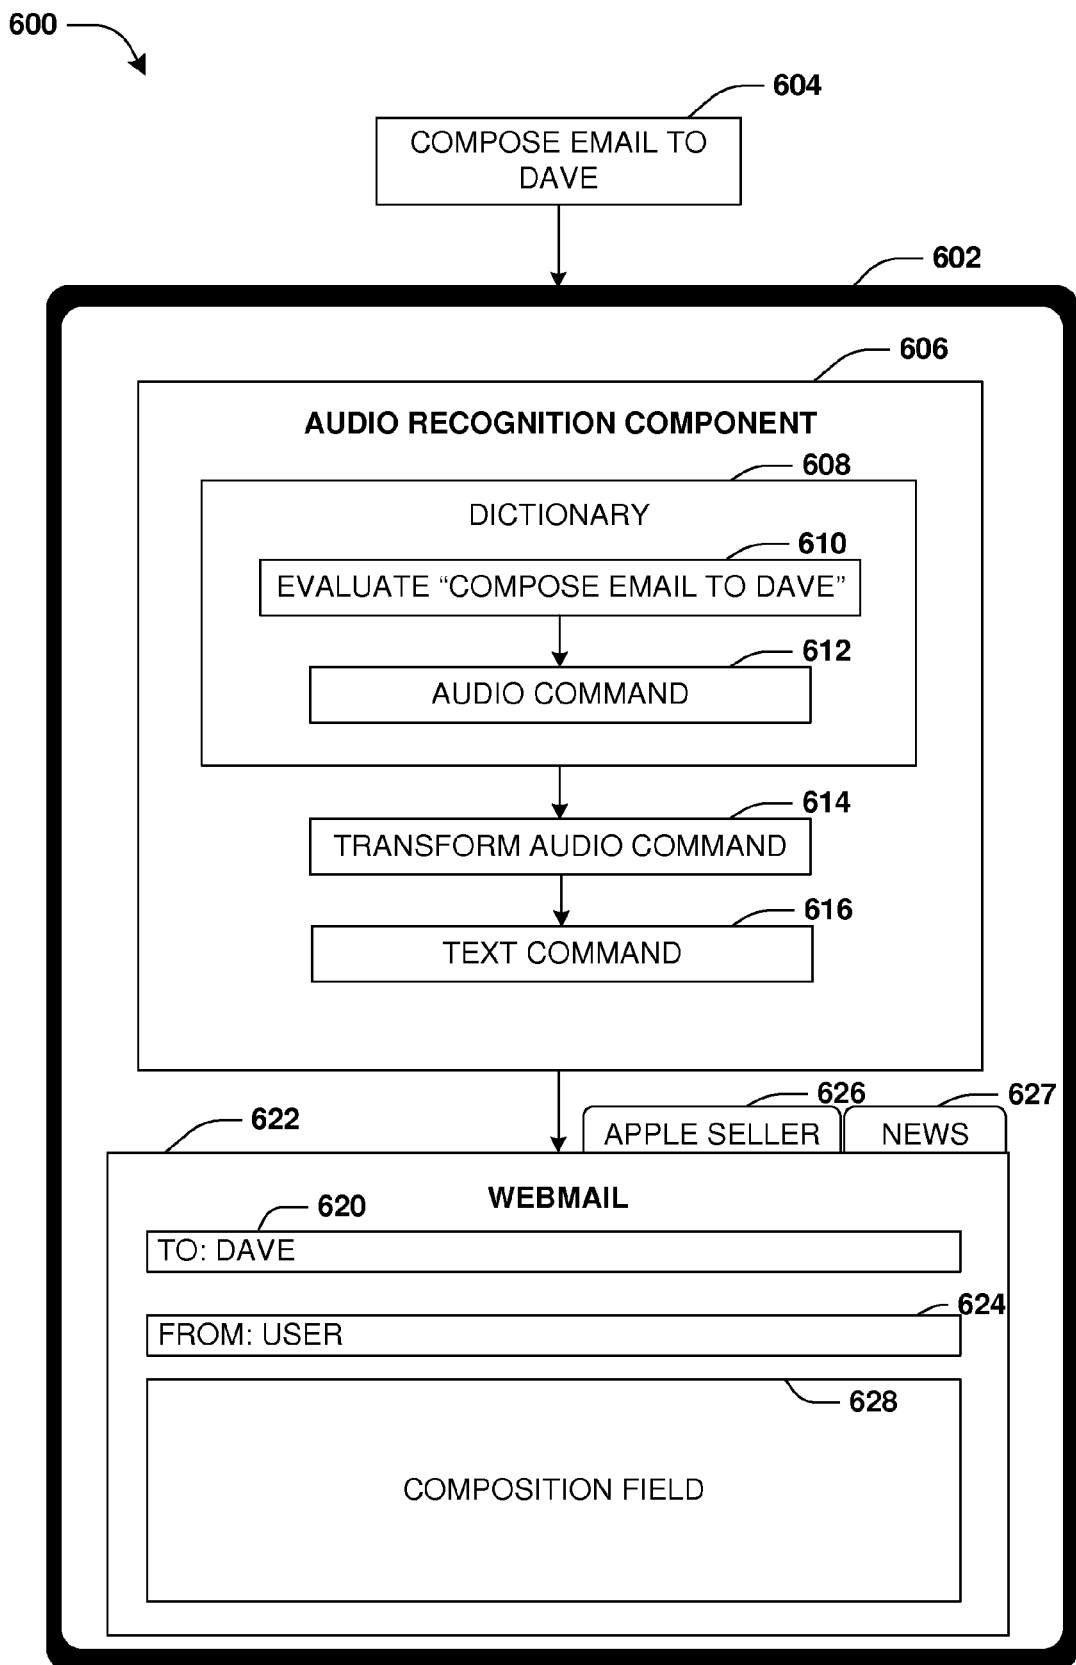 600
604
COMPOSE EMAIL TO
DAVE
602
606
AUDIO RECOGNITION COMPONENT
608
DICTIONARY
610
EVALUATE “COMPOSE EMAIL TO DAVE”
612
AUDIO COMMAND
614
TRANSFORM AUDIO COMMAND
616
TEXT COMMAND
622
626
627
APPLE SELLER
NEWS
WEBMAIL
620
TO: DAVE
624
FROM: USER
628
COMPOSITION FIELD